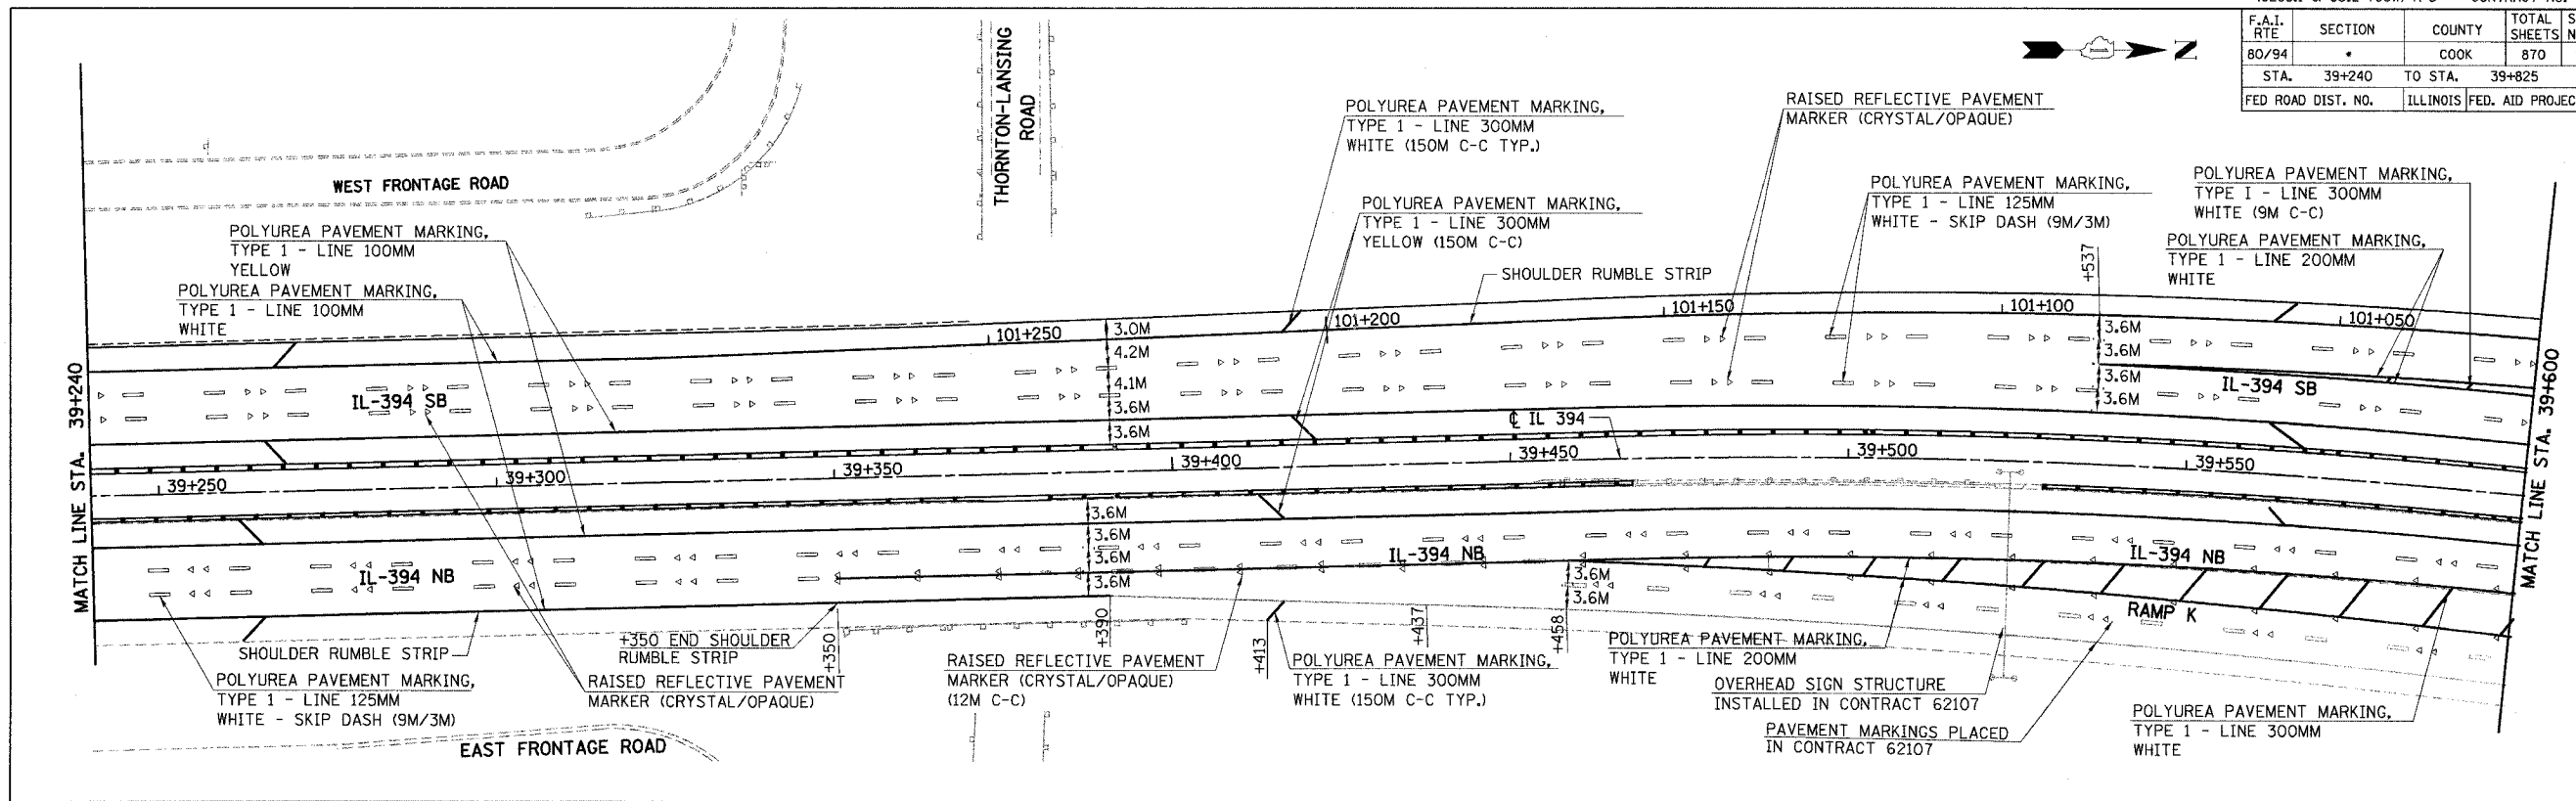 F.A.I. RTE
SECTION
COUNTY
TOTAL SHEETS
80/94
*
COOK
870
STA. 39+240 TO STA. 39+825
FED ROAD DIST. NO.
ILLINOIS
FED. AID PROJEC
THORNTON-LANSING
ROAD
POLYUREA PAVEMENT MARKING,
TYPE 1 - LINE 300MM
WHITE (150M C-C TYP.)
RAISED REFLECTIVE PAVEMENT
MARKER (CRYSTAL/OPAQUE)
WEST FRONTAGE ROAD
POLYUREA PAVEMENT MARKING,
TYPE 1 - LINE 300MM
YELLOW (150M C-C)
POLYUREA PAVEMENT MARKING,
TYPE 1 - LINE 125MM
WHITE - SKIP DASH (9M/3M)
POLYUREA PAVEMENT MARKING,
TYPE I - LINE 300MM
WHITE (9M C-C)
POLYUREA PAVEMENT MARKING,
TYPE 1 - LINE 200MM
WHITE
POLYUREA PAVEMENT MARKING,
TYPE 1 - LINE 100MM
YELLOW
POLYUREA PAVEMENT MARKING,
TYPE 1 - LINE 100MM
WHITE
SHOULDER RUMBLE STRIP
+537
101+250
101+200
101+150
101+100
101+050
3.0M
4.2M
4.1M
3.6M
3.6M
3.6M
3.6M
3.6M
3.6M
MATCH LINE STA. 39+240
IL-394 SB
IL-394 SB
MATCH LINE STA. 39+600
℄ IL 394
39+250
39+300
39+350
39+400
39+450
39+500
39+550
3.6M
3.6M
3.6M
3.6M
IL-394 NB
IL-394 NB
IL-394 NB
3.6M
3.6M
RAMP K
SHOULDER RUMBLE STRIP
+350 END SHOULDER
RUMBLE STRIP
+350
+390
+413
+437
+458
POLYUREA PAVEMENT MARKING,
TYPE 1 - LINE 125MM
WHITE - SKIP DASH (9M/3M)
RAISED REFLECTIVE PAVEMENT
MARKER (CRYSTAL/OPAQUE)
RAISED REFLECTIVE PAVEMENT
MARKER (CRYSTAL/OPAQUE)
(12M C-C)
POLYUREA PAVEMENT MARKING,
TYPE 1 - LINE 300MM
WHITE (150M C-C TYP.)
POLYUREA PAVEMENT MARKING,
TYPE 1 - LINE 200MM
WHITE
OVERHEAD SIGN STRUCTURE
INSTALLED IN CONTRACT 62107
PAVEMENT MARKINGS PLACED
IN CONTRACT 62107
POLYUREA PAVEMENT MARKING,
TYPE 1 - LINE 300MM
WHITE
EAST FRONTAGE ROAD